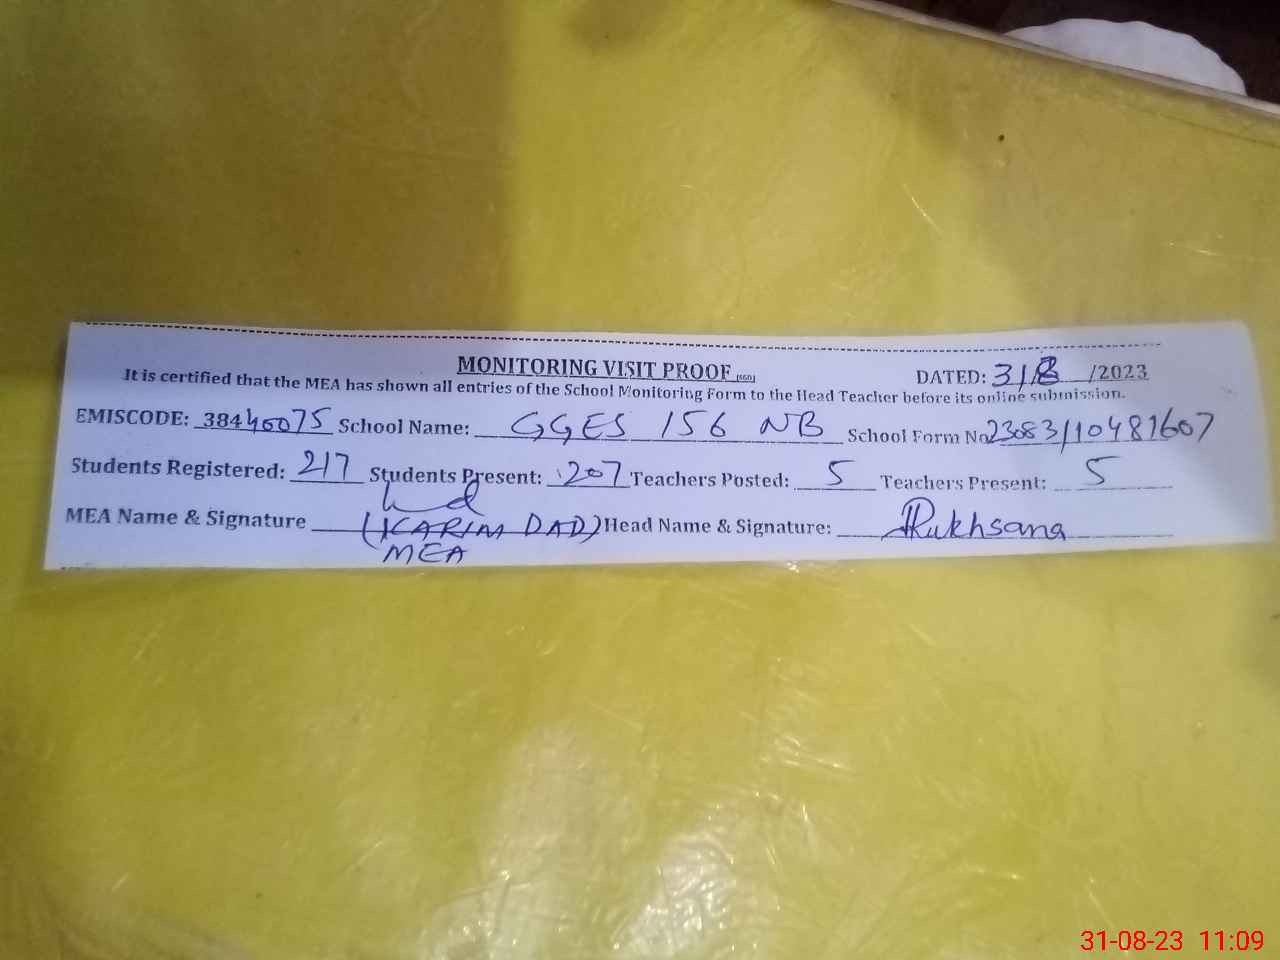 MONITORING VISIT PROOF (SGD) DATED: 31/8 /2023
It is certified that the MEA has shown all entries of the School Monitoring Form to the Head Teacher before its online submission.
EMISCODE: 38440075 School Name: GGES 156 NB School Form No 23083/10481607
Students Registered: 217 Students Present: 207 Teachers Posted: 5 Teachers Present: 5
MEA Name & Signature (KARIM DAD) Head Name & Signature: Rukhsana
MEA
31-08-23 11:09